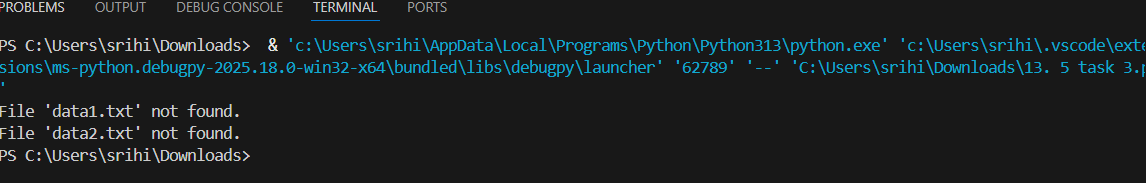 PROBLEMS OUTPUT DEBUG CONSOLE TERMINAL PORTS
PS C:\Users\srihi\Downloads>  & 'c:\Users\srihi\AppData\Local\Programs\Python\Python313\python.exe' 'c:\Users\srihi\.vscode\exte
sions\ms-python.debugpy-2025.18.0-win32-x64\bundled\libs\debugpy\launcher' '62789' '--' 'C:\Users\srihi\Downloads\13. 5 task 3.p
'
File 'data1.txt' not found.
File 'data2.txt' not found.
PS C:\Users\srihi\Downloads>